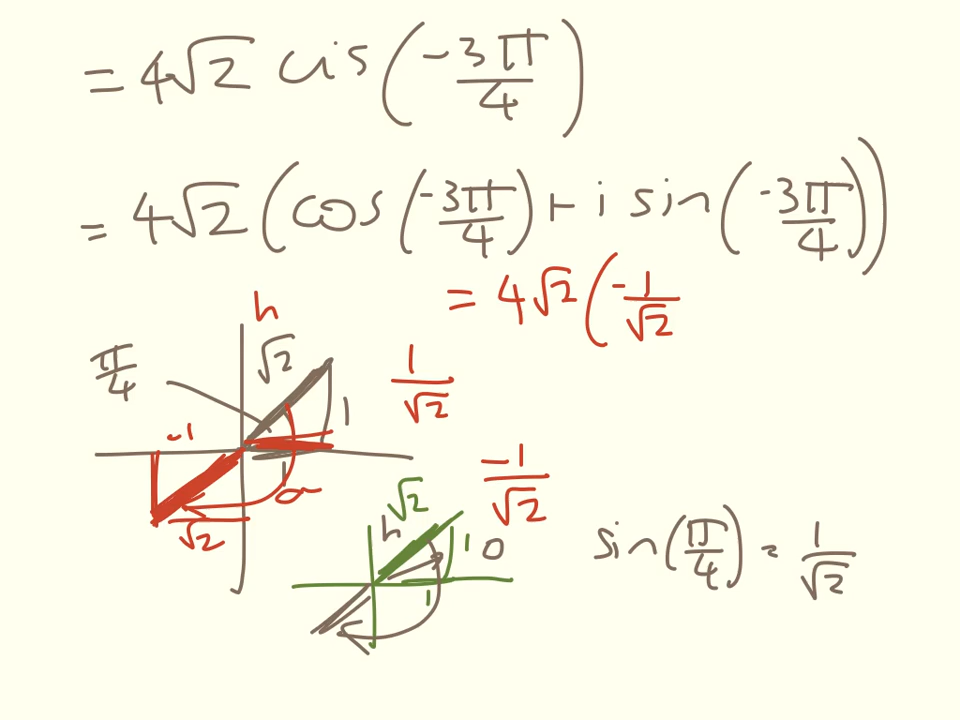 = 4√2 cis(-3π/4)
= 4√2 (cos(-3π/4) + i sin(-3π/4))
= 4√2 (-1/√2
h
π/4
√2
1/√2
1
-1
1
a
√2
-1/√2
√2
h
1
0
1
sin(π/4) = 1/√2